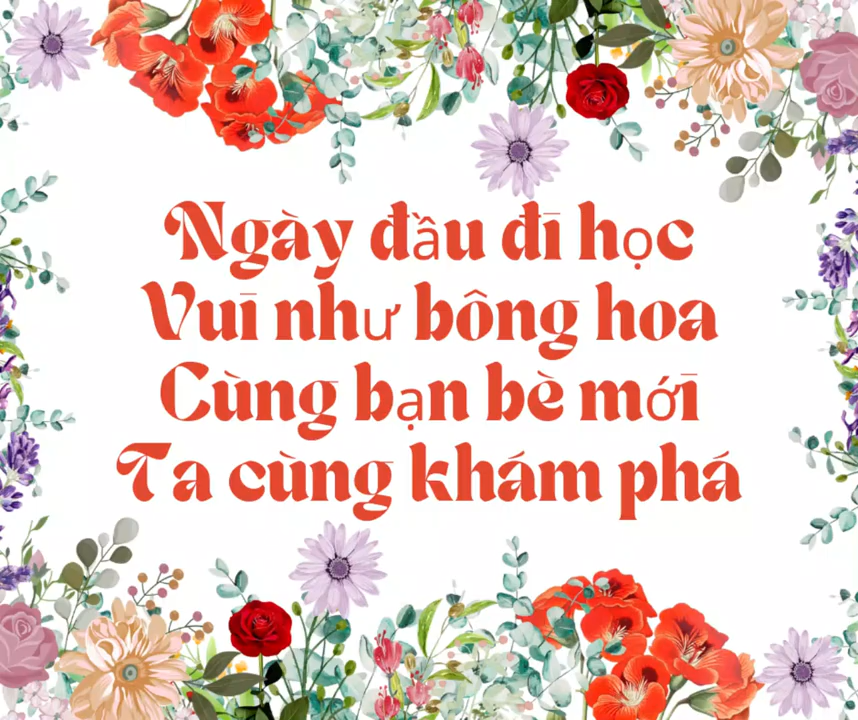 Ngày đầu đi học
Vui như bông hoa
Cùng bạn bè mới
Ta cùng khám phá